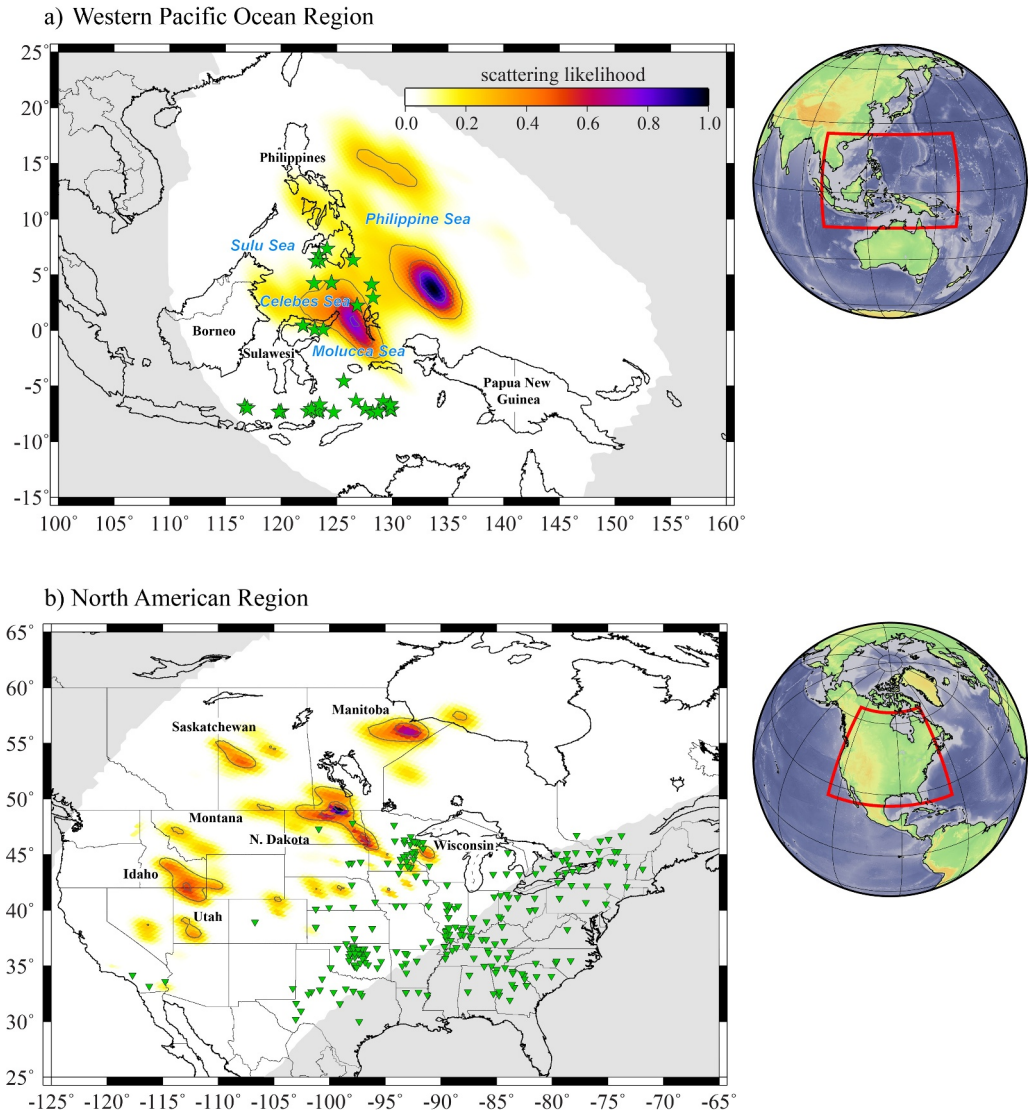 a) Western Pacific Ocean Region
25°
20°
15°
10°
5°
0°
-5°
-10°
-15°
scattering likelihood
0.0 0.2 0.4 0.6 0.8 1.0
Philippines
Philippine Sea
Sulu Sea
Celebes Sea
Borneo
Sulawesi
Molucca Sea
Papua New
Guinea
100° 105° 110° 115° 120° 125° 130° 135° 140° 145° 150° 155° 160°
b) North American Region
65°
60°
55°
50°
45°
40°
35°
30°
25°
Saskatchewan
Manitoba
Montana
N. Dakota
Wisconsin
Idaho
Utah
-125° -120° -115° -110° -105° -100° -95° -90° -85° -80° -75° -70° -65°